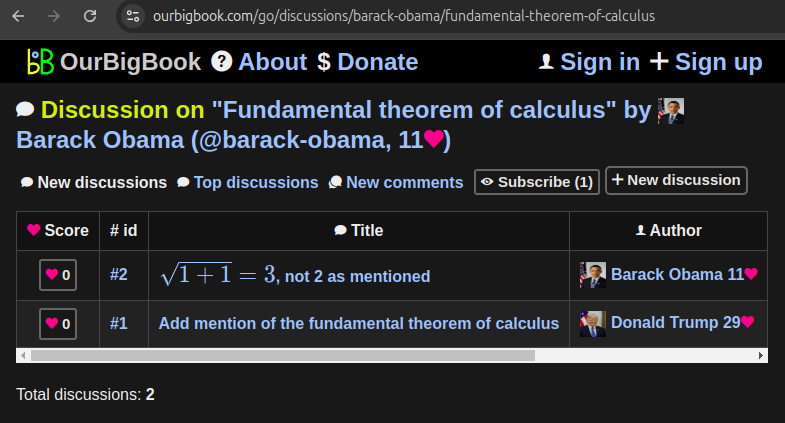 ourbigbook.com/go/discussions/barack-obama/fundamental-theorem-of-calculus
OurBigBook ? About $ Donate Sign in + Sign up
Discussion on "Fundamental theorem of calculus" by
Barack Obama (@barack-obama, 11♥)
New discussions Top discussions New comments Subscribe (1) + New discussion
♥ Score # id Title Author
♥ 0 #2 √(1 + 1) = 3, not 2 as mentioned Barack Obama 11♥
♥ 0 #1 Add mention of the fundamental theorem of calculus Donald Trump 29♥
Total discussions: 2